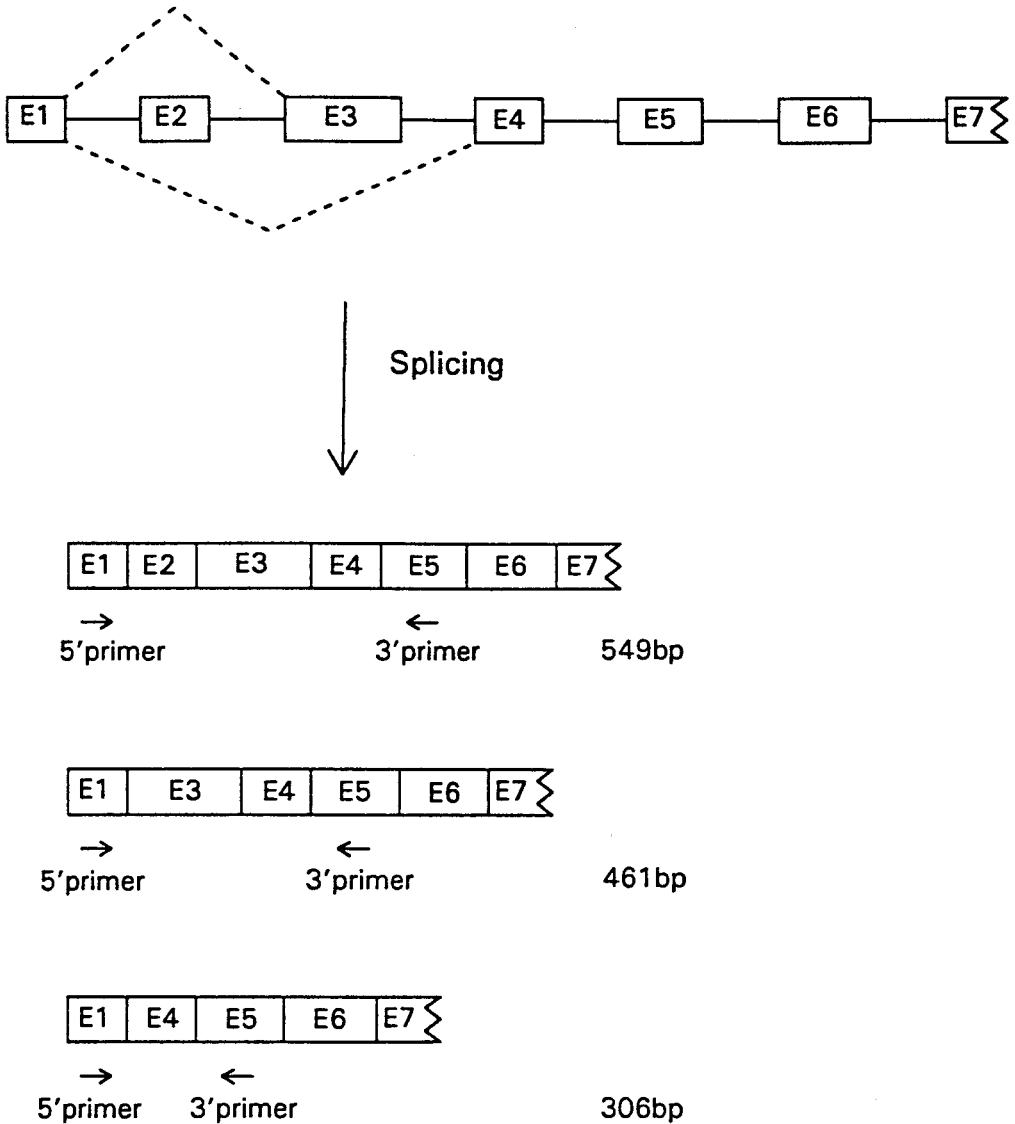 E1 E2 E3 E4 E5 E6 E7
Splicing
E1 E2 E3 E4 E5 E6 E7
5'primer 3'primer 549bp
E1 E3 E4 E5 E6 E7
5'primer 3'primer 461bp
E1 E4 E5 E6 E7
5'primer 3'primer 306bp